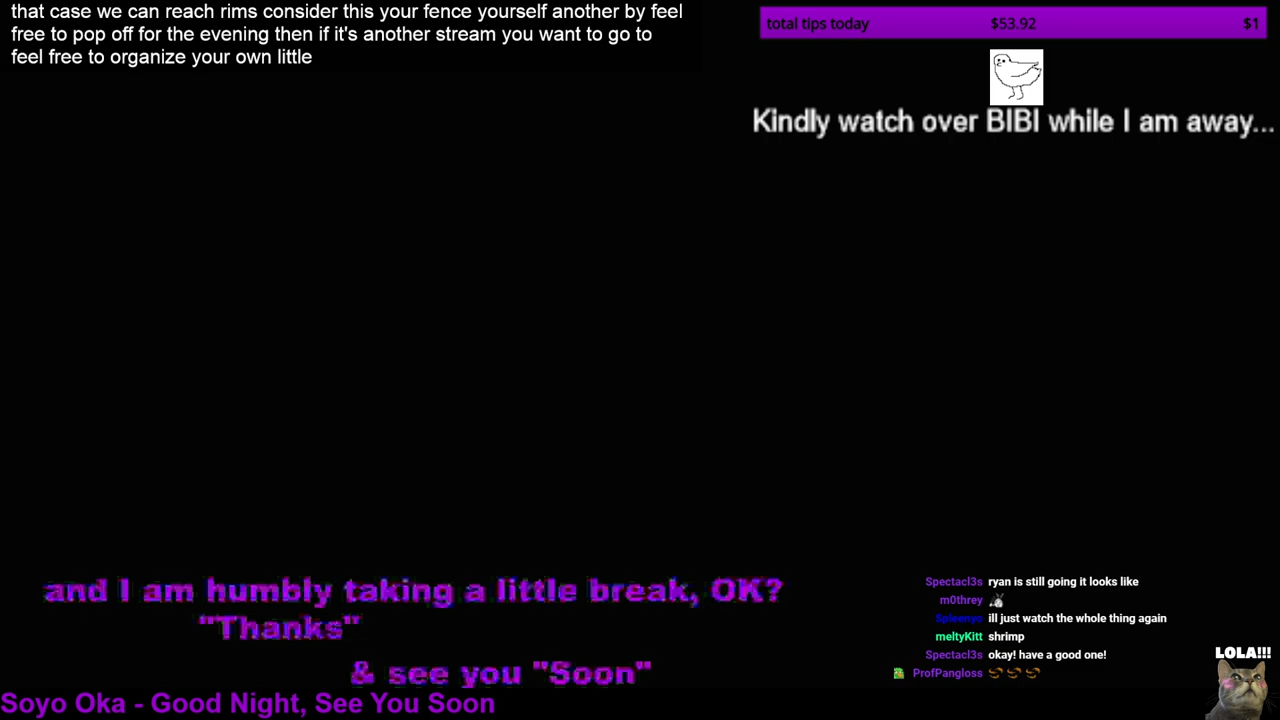 that case we can reach rims consider this your fence yourself another by feel
free to pop off for the evening then if it's another stream you want to go to
feel free to organize your own little
total tips today $53.92 $1
Kindly watch over BIBI while I am away...
and I am humbly taking a little break, OK?
"Thanks"
& see you "Soon"
Spectacl3s ryan is still going it looks like
m0threy
Spleenyo ill just watch the whole thing again
meltyKitt shrimp
Spectacl3s okay! have a good one!
ProfPangloss
LOLA!!!
Soyo Oka - Good Night, See You Soon